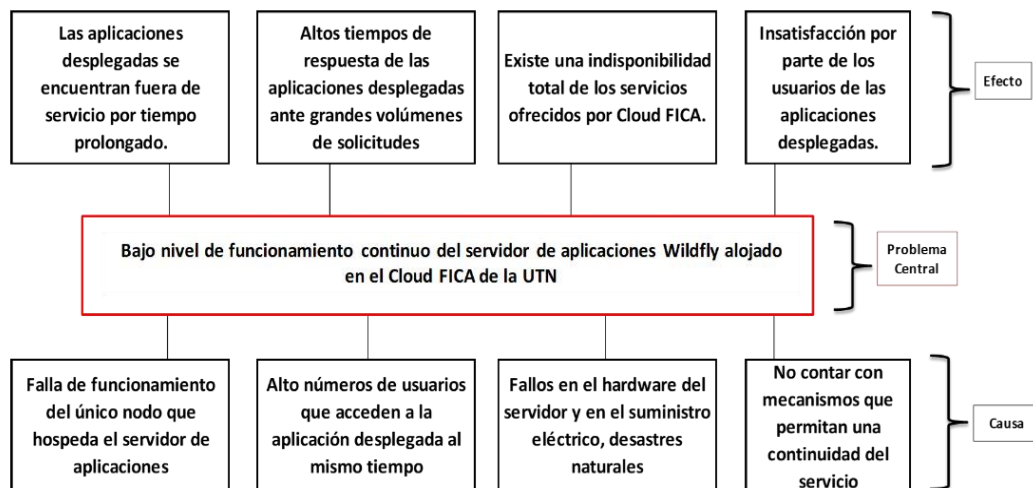 Las aplicaciones
desplegadas se
encuentran fuera de
servicio por tiempo
prolongado.
Altos tiempos de
respuesta de las
aplicaciones desplegadas
ante grandes volúmenes
de solicitudes
Existe una indisponibilidad
total de los servicios
ofrecidos por Cloud FICA.
Insatisfacción por
parte de los
usuarios de las
aplicaciones
desplegadas.
Efecto
Bajo nivel de funcionamiento continuo del servidor de aplicaciones Wildfly alojado
en el Cloud FICA de la UTN
Problema
Central
Falla de funcionamiento
del único nodo que
hospeda el servidor de
aplicaciones
Alto números de usuarios
que acceden a la
aplicación desplegada al
mismo tiempo
Fallos en el hardware del
servidor y en el suministro
eléctrico, desastres
naturales
No contar con
mecanismos que
permitan una
continuidad del
servicio
Causa